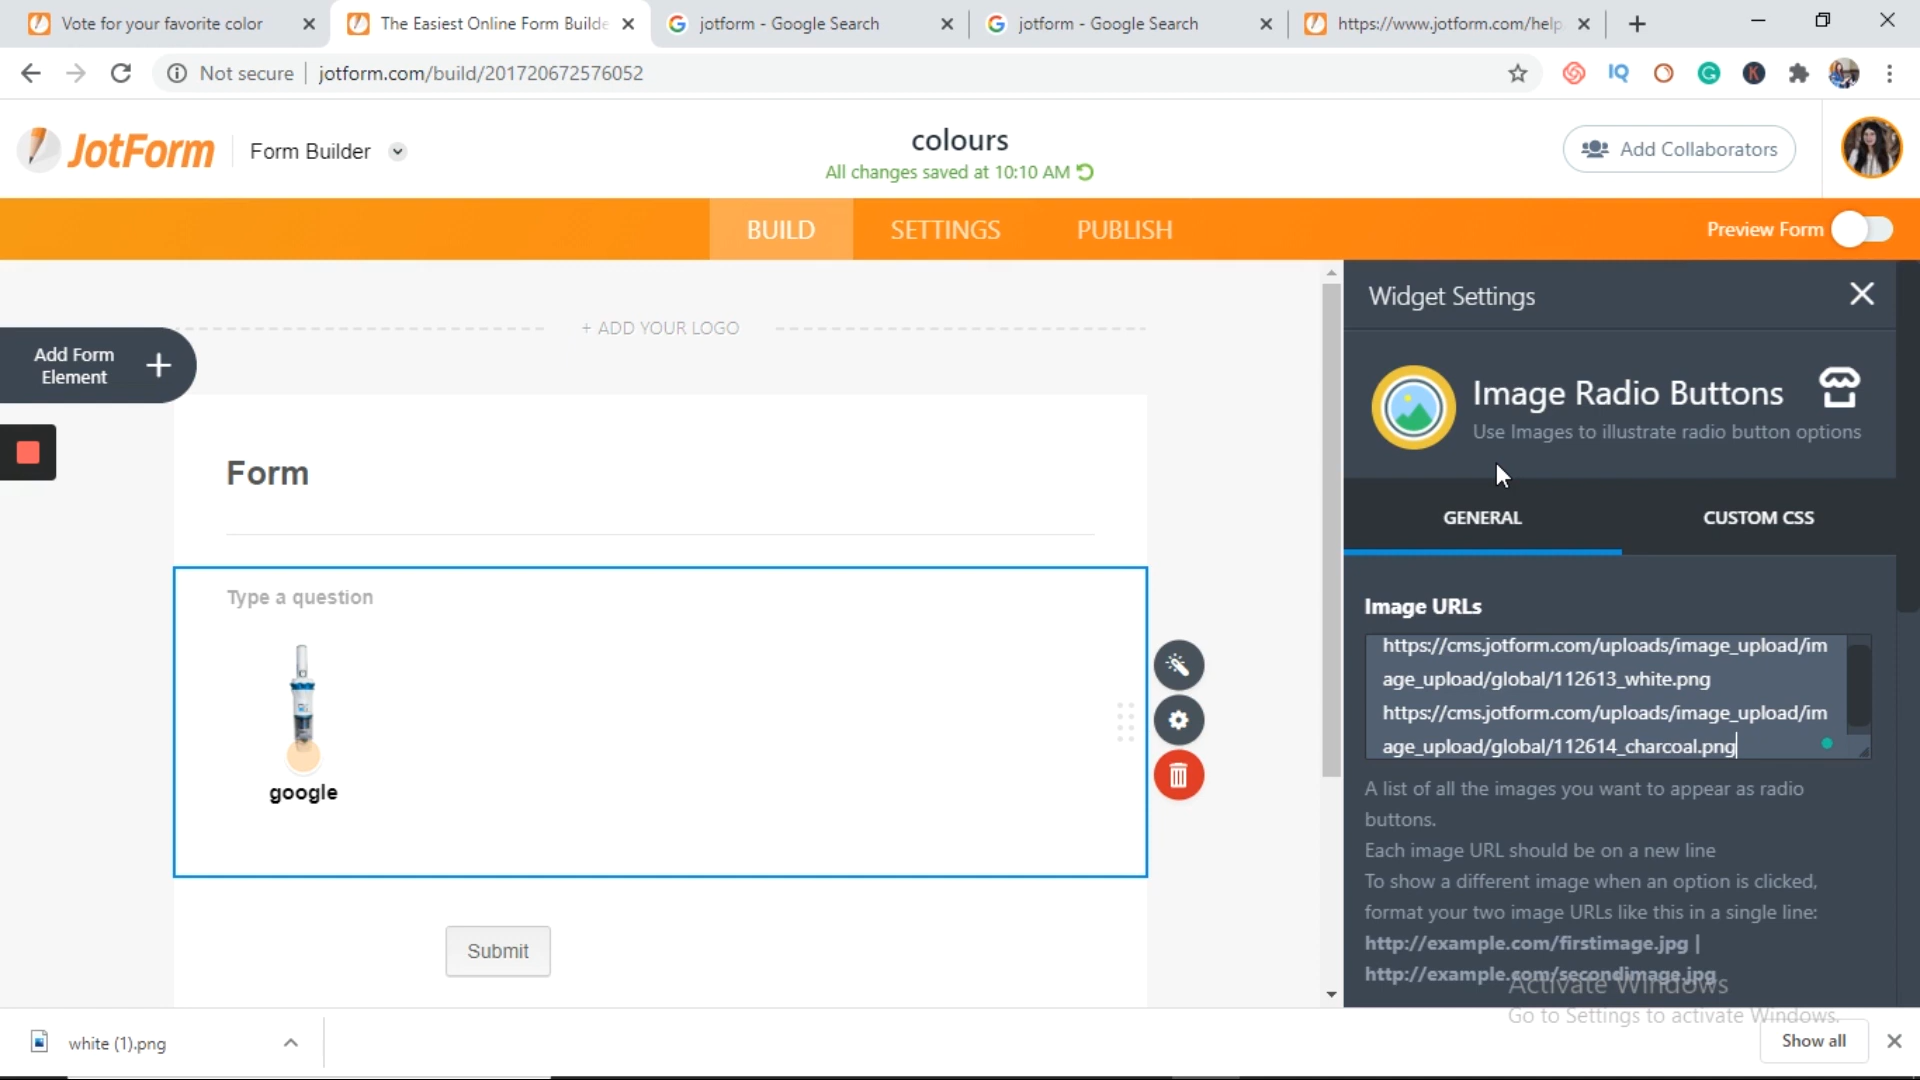 Vote for your favorite color
The Easiest Online Form Builde
jotform - Google Search
jotform - Google Search
https://www.jotform.com/help
Not secure
jotform.com/build/201720672576052
IQ
K
JotForm
Form Builder
colours
All changes saved at 10:10 AM
Add Collaborators
BUILD
SETTINGS
PUBLISH
Preview Form
Add Form
Element
+ ADD YOUR LOGO
Form
Type a question
google
Submit
Widget Settings
Image Radio Buttons
Use Images to illustrate radio button options
GENERAL
CUSTOM CSS
Image URLs
https://cms.jotform.com/uploads/image_upload/im
age_upload/global/112613_white.png
https://cms.jotform.com/uploads/image_upload/im
age_upload/global/112614_charcoal.png
A list of all the images you want to appear as radio
buttons.
Each image URL should be on a new line
To show a different image when an option is clicked,
format your two image URLs like this in a single line:
http://example.com/firstimage.jpg |
http://example.com/secondimage.jpg
Activate Windows
Go to Settings to activate Windows.
white (1).png
Show all